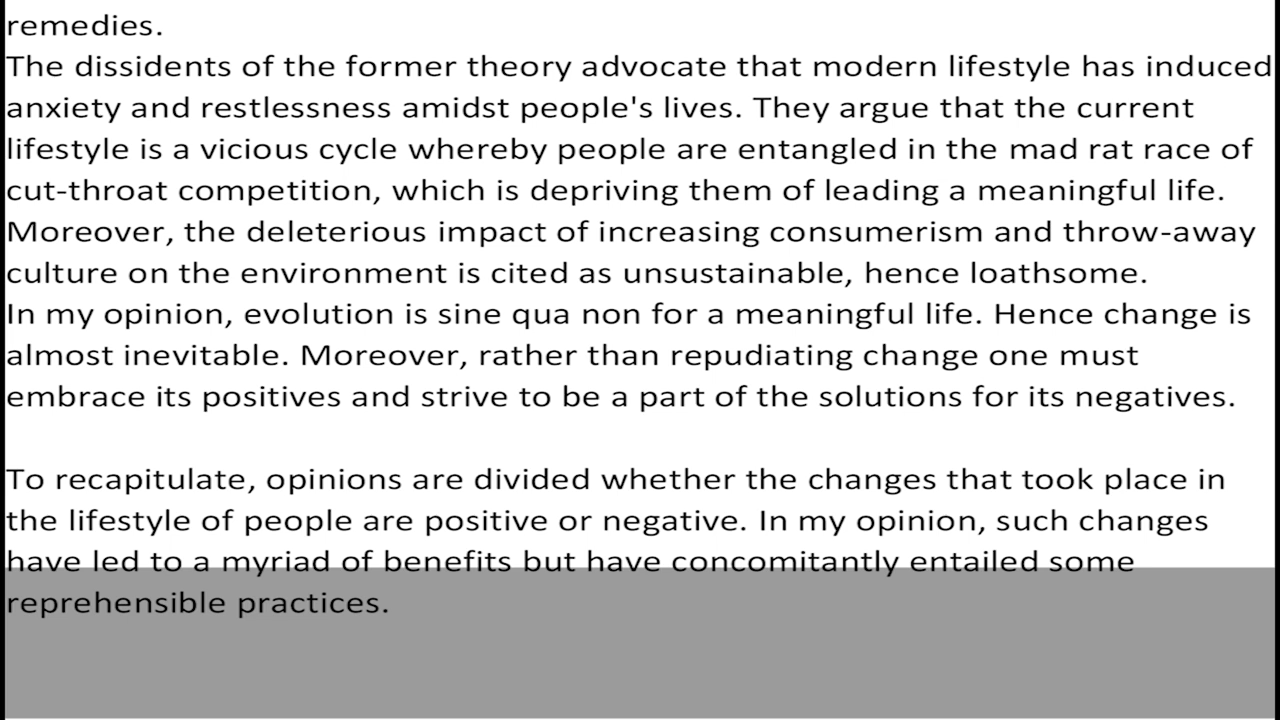 remedies.
The dissidents of the former theory advocate that modern lifestyle has induced
anxiety and restlessness amidst people's lives. They argue that the current
lifestyle is a vicious cycle whereby people are entangled in the mad rat race of
cut-throat competition, which is depriving them of leading a meaningful life.
Moreover, the deleterious impact of increasing consumerism and throw-away
culture on the environment is cited as unsustainable, hence loathsome.
In my opinion, evolution is sine qua non for a meaningful life. Hence change is
almost inevitable. Moreover, rather than repudiating change one must
embrace its positives and strive to be a part of the solutions for its negatives.
To recapitulate, opinions are divided whether the changes that took place in
the lifestyle of people are positive or negative. In my opinion, such changes
have led to a myriad of benefits but have concomitantly entailed some
reprehensible practices.